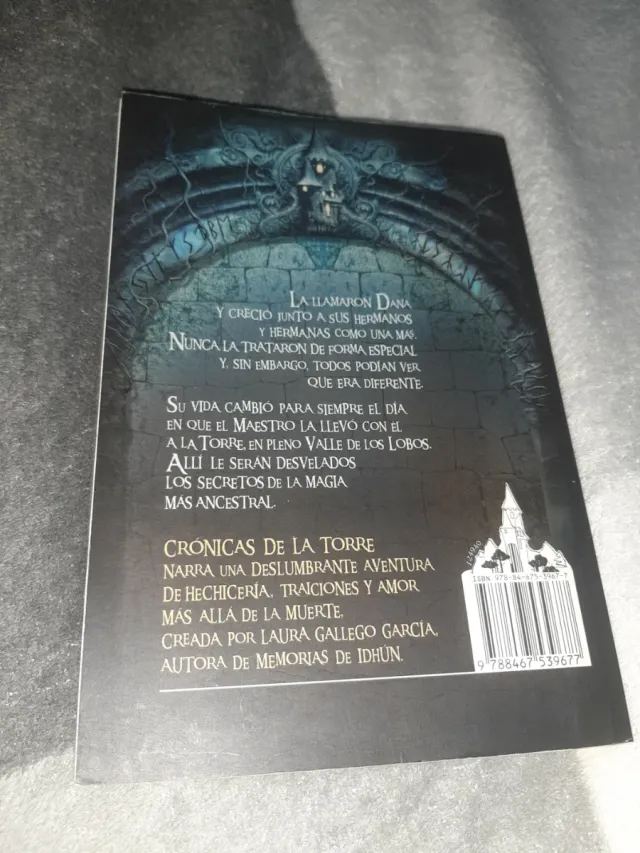 La llamaron Dana
y creció junto a sus hermanos
y hermanas como una más.
Nunca la trataron de forma especial
y, sin embargo, todos podían ver
que era diferente.
Su vida cambió para siempre el día
en que el Maestro la llevó con él
a la Torre, en pleno Valle de los Lobos.
Allí le serán desvelados
los secretos de la magia
más ancestral.
Crónicas de la Torre
narra una deslumbrante aventura
de hechicería, traiciones y amor
más allá de la muerte,
creada por Laura Gallego García,
autora de Memorias de Idhún.
ISBN 978-84-675-3967-7
9 788467 539677